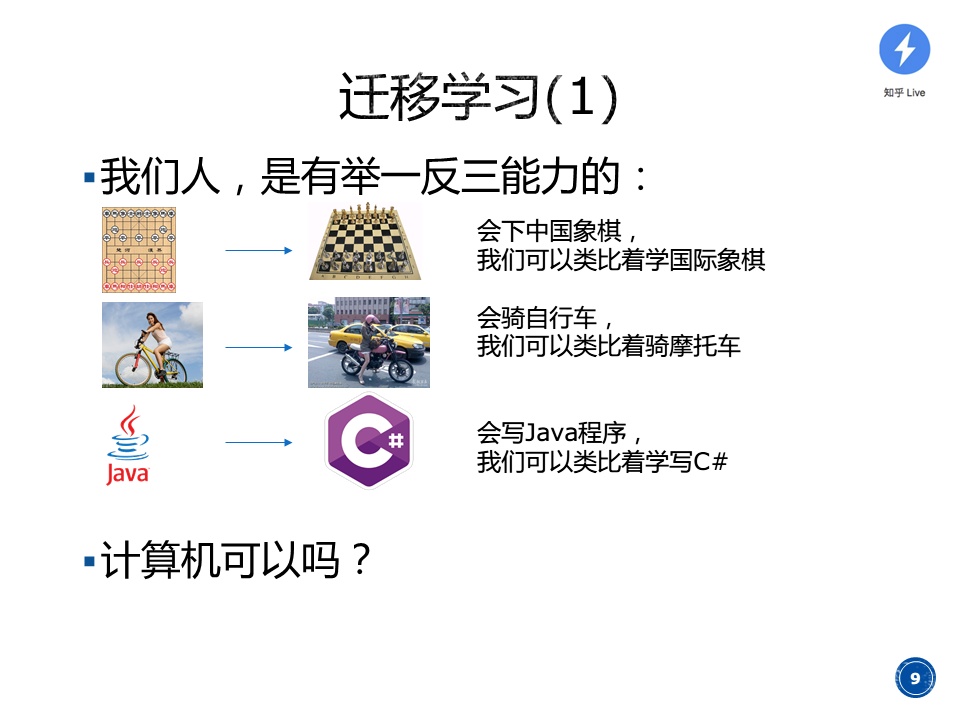 知乎 Live
迁移学习(1)
我们人，是有举一反三能力的：
会下中国象棋，
我们可以类比着学国际象棋
会骑自行车，
我们可以类比着骑摩托车
Java
C#
会写Java程序，
我们可以类比着学写C#
计算机可以吗？
9